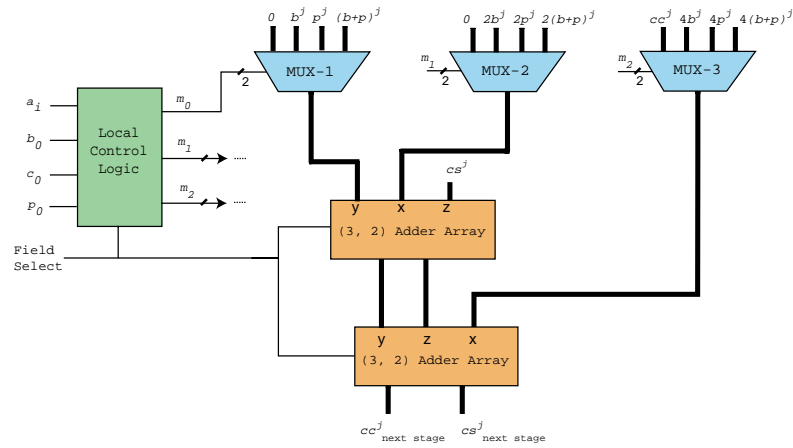 0 b^j p^j (b+p)^j
0 2b^j 2p^j 2(b+p)^j
cc^j 4b^j 4p^j 4(b+p)^j
MUX-1
2
m_1
2
MUX-2
m_2
2
MUX-3
a_i
b_0
c_0
p_0
Local
Control
Logic
m_0
m_1
.....
m_2
.....
cs^j
y x z
(3, 2) Adder Array
Field
Select
y z x
(3, 2) Adder Array
cc^j next stage
cs^j next stage